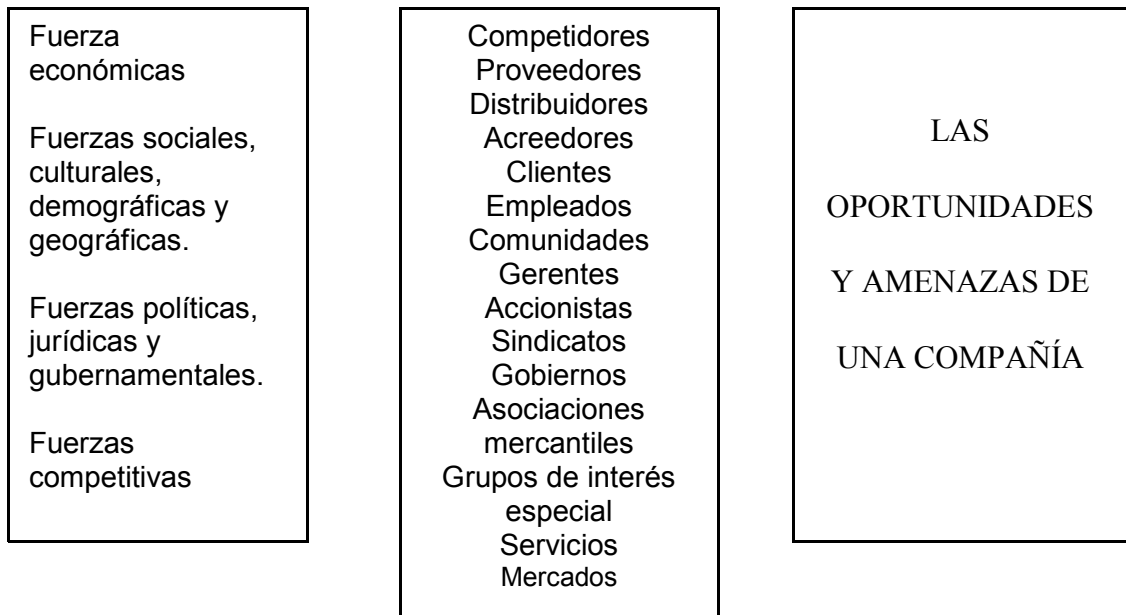 Fuerza
económicas
Fuerzas sociales,
culturales,
demográficas y
geográficas.
Fuerzas políticas,
jurídicas y
gubernamentales.
Fuerzas
competitivas
Competidores
Proveedores
Distribuidores
Acreedores
Clientes
Empleados
Comunidades
Gerentes
Accionistas
Sindicatos
Gobiernos
Asociaciones
mercantiles
Grupos de interés
especial
Servicios
Mercados
LAS
OPORTUNIDADES
Y AMENAZAS DE
UNA COMPAÑÍA